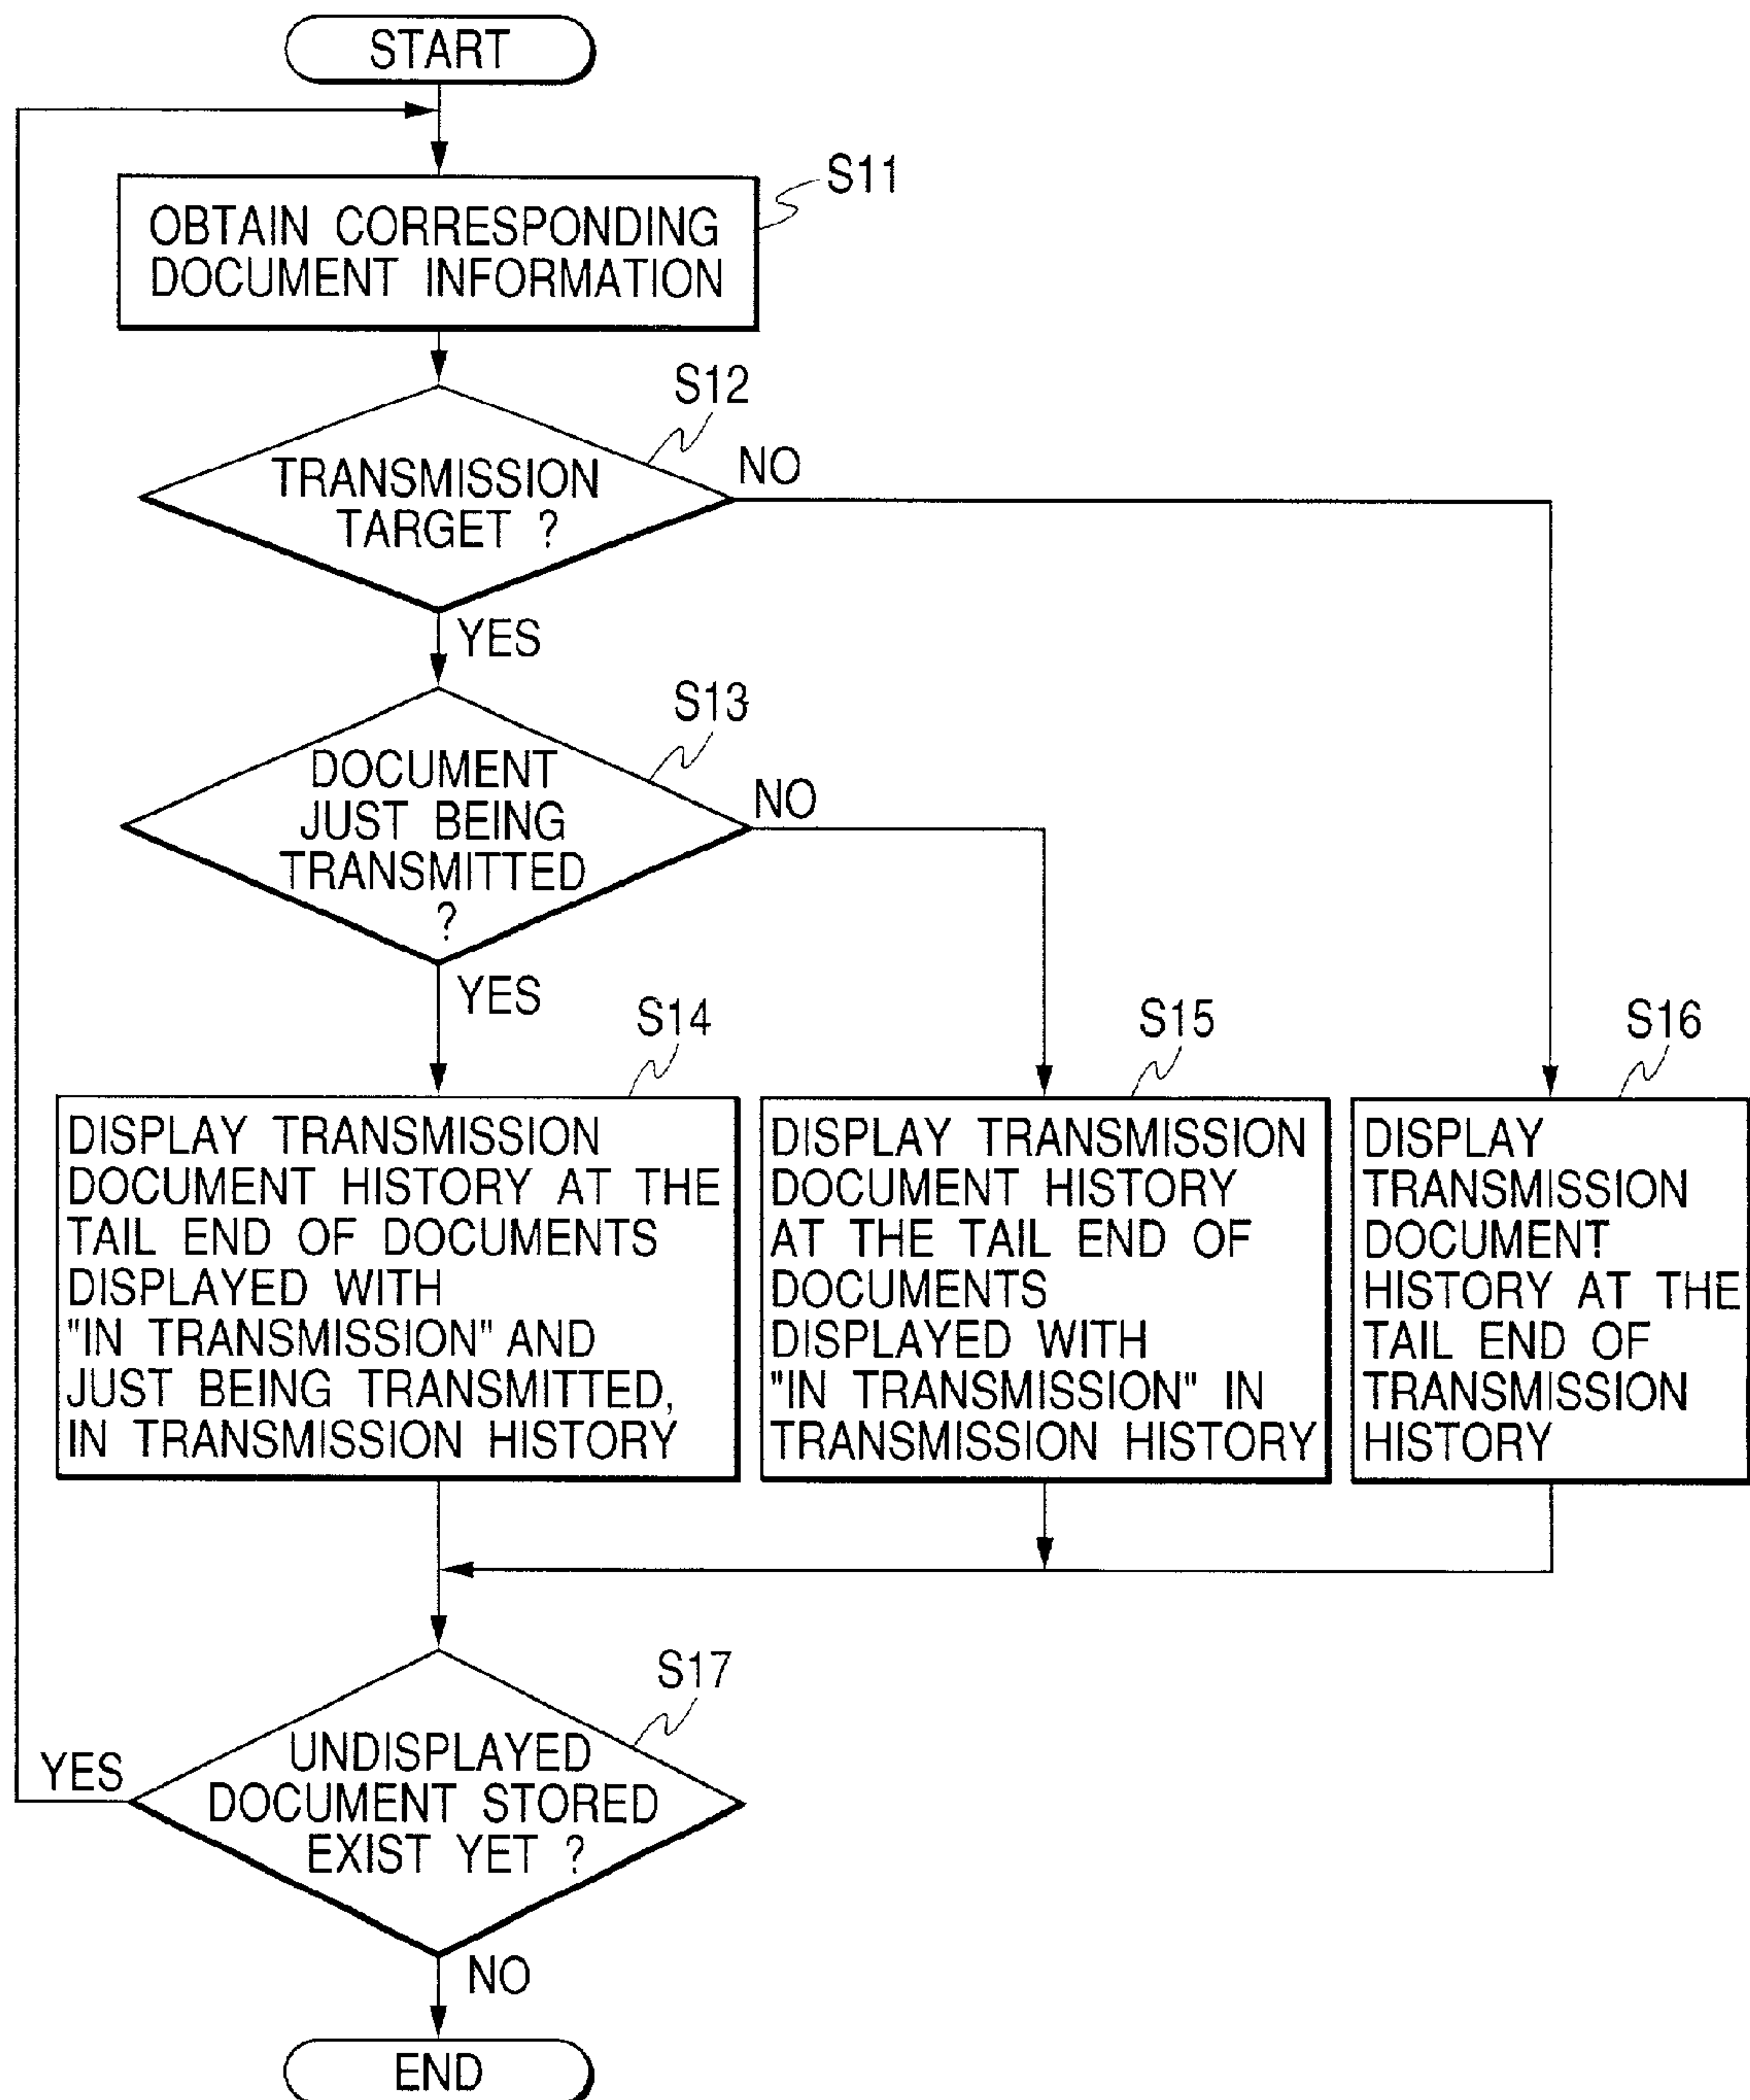 START
S11
OBTAIN CORRESPONDING
DOCUMENT INFORMATION
S12
TRANSMISSION
TARGET ?
NO
YES
S13
DOCUMENT
JUST BEING
TRANSMITTED
?
NO
YES
S14
DISPLAY TRANSMISSION
DOCUMENT HISTORY AT THE
TAIL END OF DOCUMENTS
DISPLAYED WITH
"IN TRANSMISSION" AND
JUST BEING TRANSMITTED,
IN TRANSMISSION HISTORY
S15
DISPLAY TRANSMISSION
DOCUMENT HISTORY
AT THE TAIL END OF
DOCUMENTS
DISPLAYED WITH
"IN TRANSMISSION" IN
TRANSMISSION HISTORY
S16
DISPLAY
TRANSMISSION
DOCUMENT
HISTORY AT THE
TAIL END OF
TRANSMISSION
HISTORY
S17
UNDISPLAYED
DOCUMENT STORED
EXIST YET ?
YES
NO
END